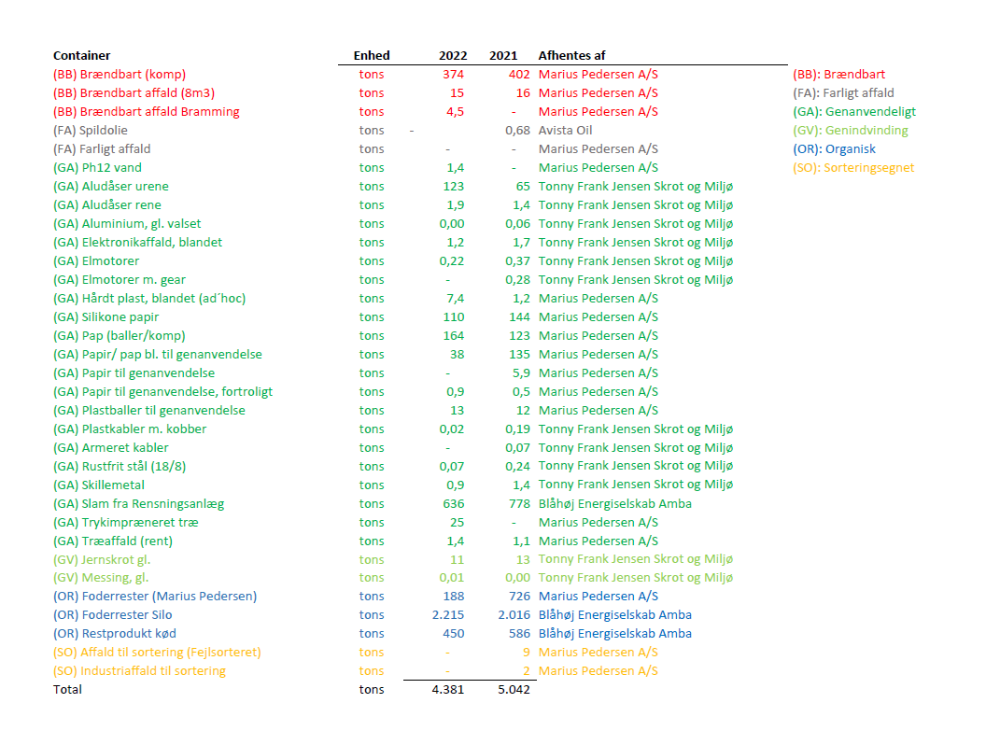 Container Enhed 2022 2021 Afhentes af
(BB) Brændbart (komp) tons 374 402 Marius Pedersen A/S (BB): Brændbart
(BB) Brændbart affald (8m3) tons 15 16 Marius Pedersen A/S (FA): Farligt affald
(BB) Brændbart affald Bramming tons 4,5 - Marius Pedersen A/S (GA): Genanvendeligt
(FA) Spildolie tons - 0,68 Avista Oil (GV): Genindvinding
(FA) Farligt affald tons - - Marius Pedersen A/S (OR): Organisk
(GA) Ph12 vand tons 1,4 - Marius Pedersen A/S (SO): Sorteringsegnet
(GA) Aludåser urene tons 123 65 Tonny Frank Jensen Skrot og Miljø
(GA) Aludåser rene tons 1,9 1,4 Tonny Frank Jensen Skrot og Miljø
(GA) Aluminium, gl. valset tons 0,00 0,06 Tonny Frank Jensen Skrot og Miljø
(GA) Elektronikaffald, blandet tons 1,2 1,7 Tonny Frank Jensen Skrot og Miljø
(GA) Elmotorer tons 0,22 0,37 Tonny Frank Jensen Skrot og Miljø
(GA) Elmotorer m. gear tons - 0,28 Tonny Frank Jensen Skrot og Miljø
(GA) Hårdt plast, blandet (ad´hoc) tons 7,4 1,2 Marius Pedersen A/S
(GA) Silikone papir tons 110 144 Marius Pedersen A/S
(GA) Pap (baller/komp) tons 164 123 Marius Pedersen A/S
(GA) Papir/ pap bl. til genanvendelse tons 38 135 Marius Pedersen A/S
(GA) Papir til genanvendelse tons - 5,9 Marius Pedersen A/S
(GA) Papir til genanvendelse, fortroligt tons 0,9 0,5 Marius Pedersen A/S
(GA) Plastballer til genanvendelse tons 13 12 Marius Pedersen A/S
(GA) Plastkabler m. kobber tons 0,02 0,19 Tonny Frank Jensen Skrot og Miljø
(GA) Armeret kabler tons - 0,07 Tonny Frank Jensen Skrot og Miljø
(GA) Rustfrit stål (18/8) tons 0,07 0,24 Tonny Frank Jensen Skrot og Miljø
(GA) Skillemetal tons 0,9 1,4 Tonny Frank Jensen Skrot og Miljø
(GA) Slam fra Rensningsanlæg tons 636 778 Blåhøj Energiselskab Amba
(GA) Trykimpræneret træ tons 25 - Marius Pedersen A/S
(GA) Træaffald (rent) tons 1,4 1,1 Marius Pedersen A/S
(GV) Jernskrot gl. tons 11 13 Tonny Frank Jensen Skrot og Miljø
(GV) Messing, gl. tons 0,01 0,00 Tonny Frank Jensen Skrot og Miljø
(OR) Foderrester (Marius Pedersen) tons 188 726 Marius Pedersen A/S
(OR) Foderrester Silo tons 2.215 2.016 Blåhøj Energiselskab Amba
(OR) Restprodukt kød tons 450 586 Blåhøj Energiselskab Amba
(SO) Affald til sortering (Fejlsorteret) tons - 9 Marius Pedersen A/S
(SO) Industriaffald til sortering tons - 2 Marius Pedersen A/S
Total tons 4.381 5.042